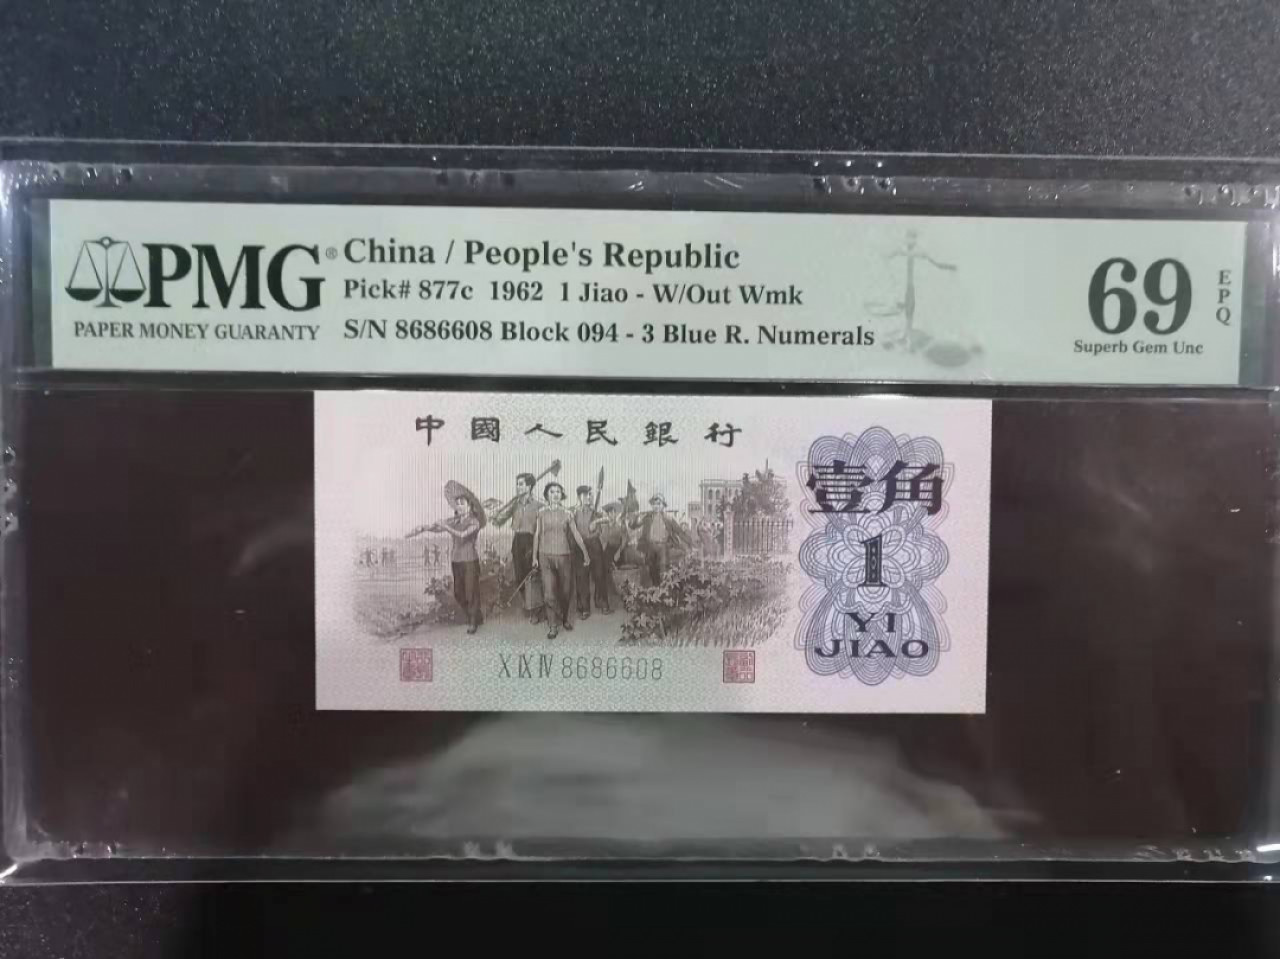 PMG®
PAPER MONEY GUARANTY
China / People's Republic
Pick# 877c 1962 1 Jiao - W/Out Wmk
S/N 8686608 Block 094 - 3 Blue R. Numerals
69
EPQ
Superb Gem Unc
中國人民銀行
壹角
1
YI
JIAO
X IX IV 8686608